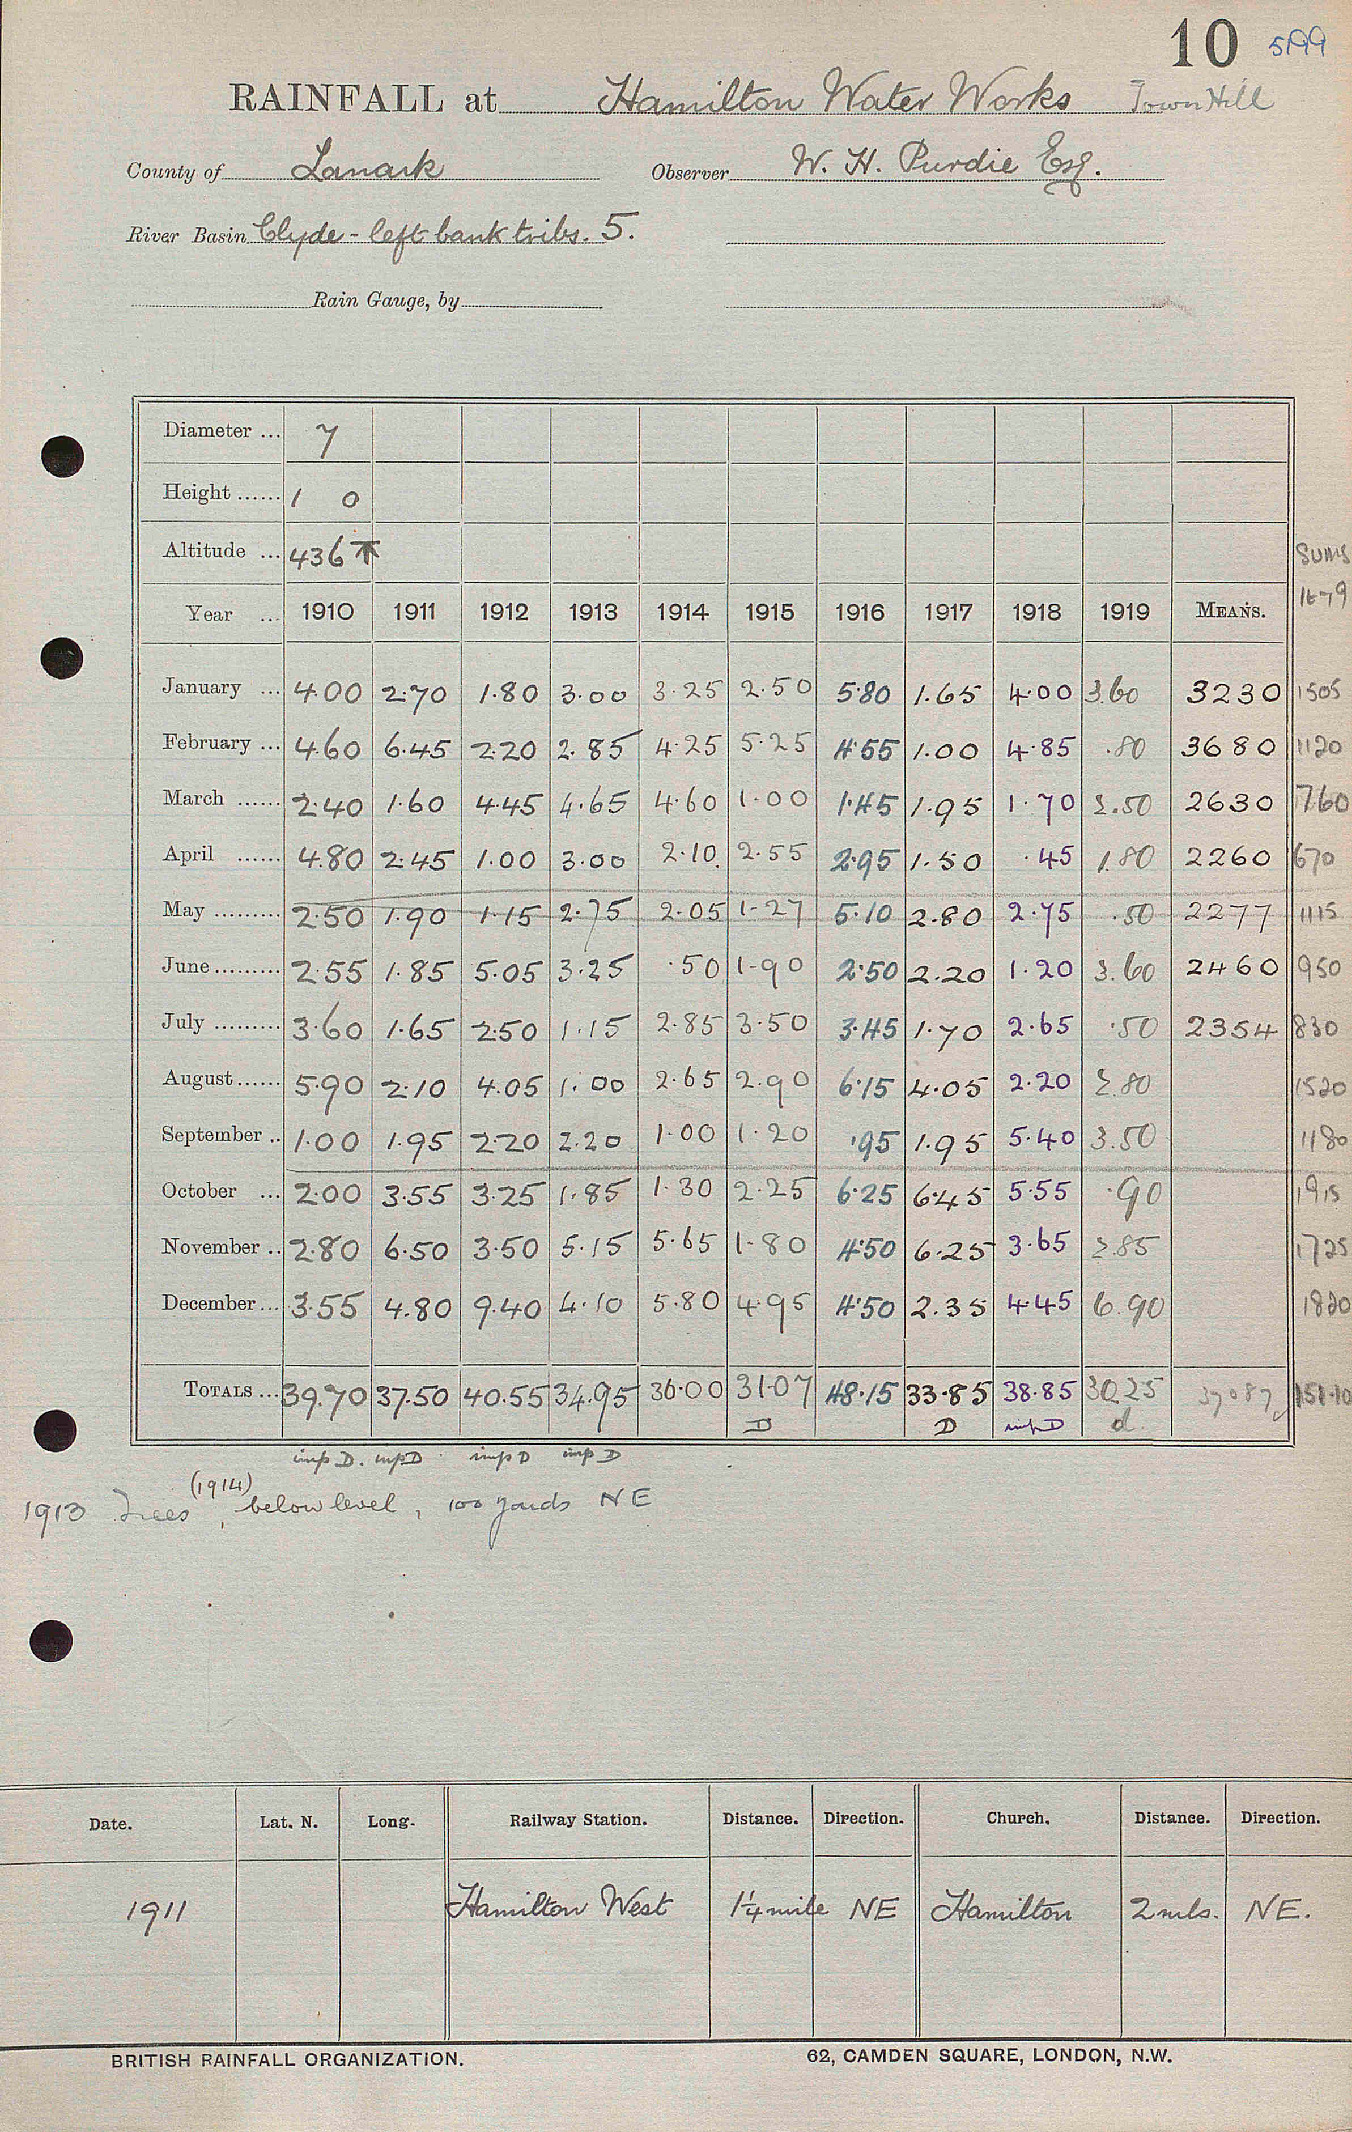 10 5199
RAINFALL at Hamilton Water Works Town Hill
County of Lanark Observer W. H. Purdie Esq.
River Basin Clyde - left bank tribs. 5.
Rain Gauge, by
Diameter ... 7
Height ...... 1 0
Altitude ... 436 T SUMS
Year ... 1910 1911 1912 1913 1914 1915 1916 1917 1918 1919 MEANS. 16-19
January ... 4.00 2.70 1.80 3.00 3.25 2.50 5.80 1.65 4.00 3.60 3230 1505
February ... 4.60 6.45 2.20 2.85 4.25 5.25 4.55 1.00 4.85 .80 3680 1120
March ...... 2.40 1.60 4.45 4.65 4.60 1.00 1.45 1.95 1.70 2.50 2630 760
April ...... 4.80 2.45 1.00 3.00 2.10 2.55 2.95 1.50 .45 1.80 2260 670
May ......... 2.50 1.90 1.15 2.75 2.05 1.27 5.10 2.80 2.75 .50 2277 1115
June ......... 2.55 1.85 5.05 3.25 .50 1.90 2.50 2.20 1.20 3.60 2460 950
July ......... 3.60 1.65 2.50 1.15 2.85 3.50 3.45 1.70 2.65 .50 2354 830
August ...... 5.90 2.10 4.05 1.00 2.65 2.90 6.15 4.05 2.20 2.80 1520
September .. 1.00 1.95 2.20 2.20 1.00 1.20 .95 1.95 5.40 3.50 1180
October ... 2.00 3.55 3.25 1.85 1.30 2.25 6.25 6.45 5.55 .90 1915
November .. 2.80 6.50 3.50 5.15 5.65 1.80 4.50 6.25 3.65 2.85 1725
December ... 3.55 4.80 9.40 4.10 5.80 4.95 4.50 2.35 4.45 6.90 1820
TOTALS ... 39.70 37.50 40.55 34.95 36.00 31.07 48.15 33.85 38.85 30.25 37087 151.10
D D imp D d.
imp D. imp D imp D imp D
(1914)
1913 Trees, below level, 100 yards NE
Date. Lat. N. Long. Railway Station. Distance. Direction. Church. Distance. Direction.
1911 Hamilton West 1¼ mile NE Hamilton 2 mls. NE.
BRITISH RAINFALL ORGANIZATION. 62, CAMDEN SQUARE, LONDON, N.W.